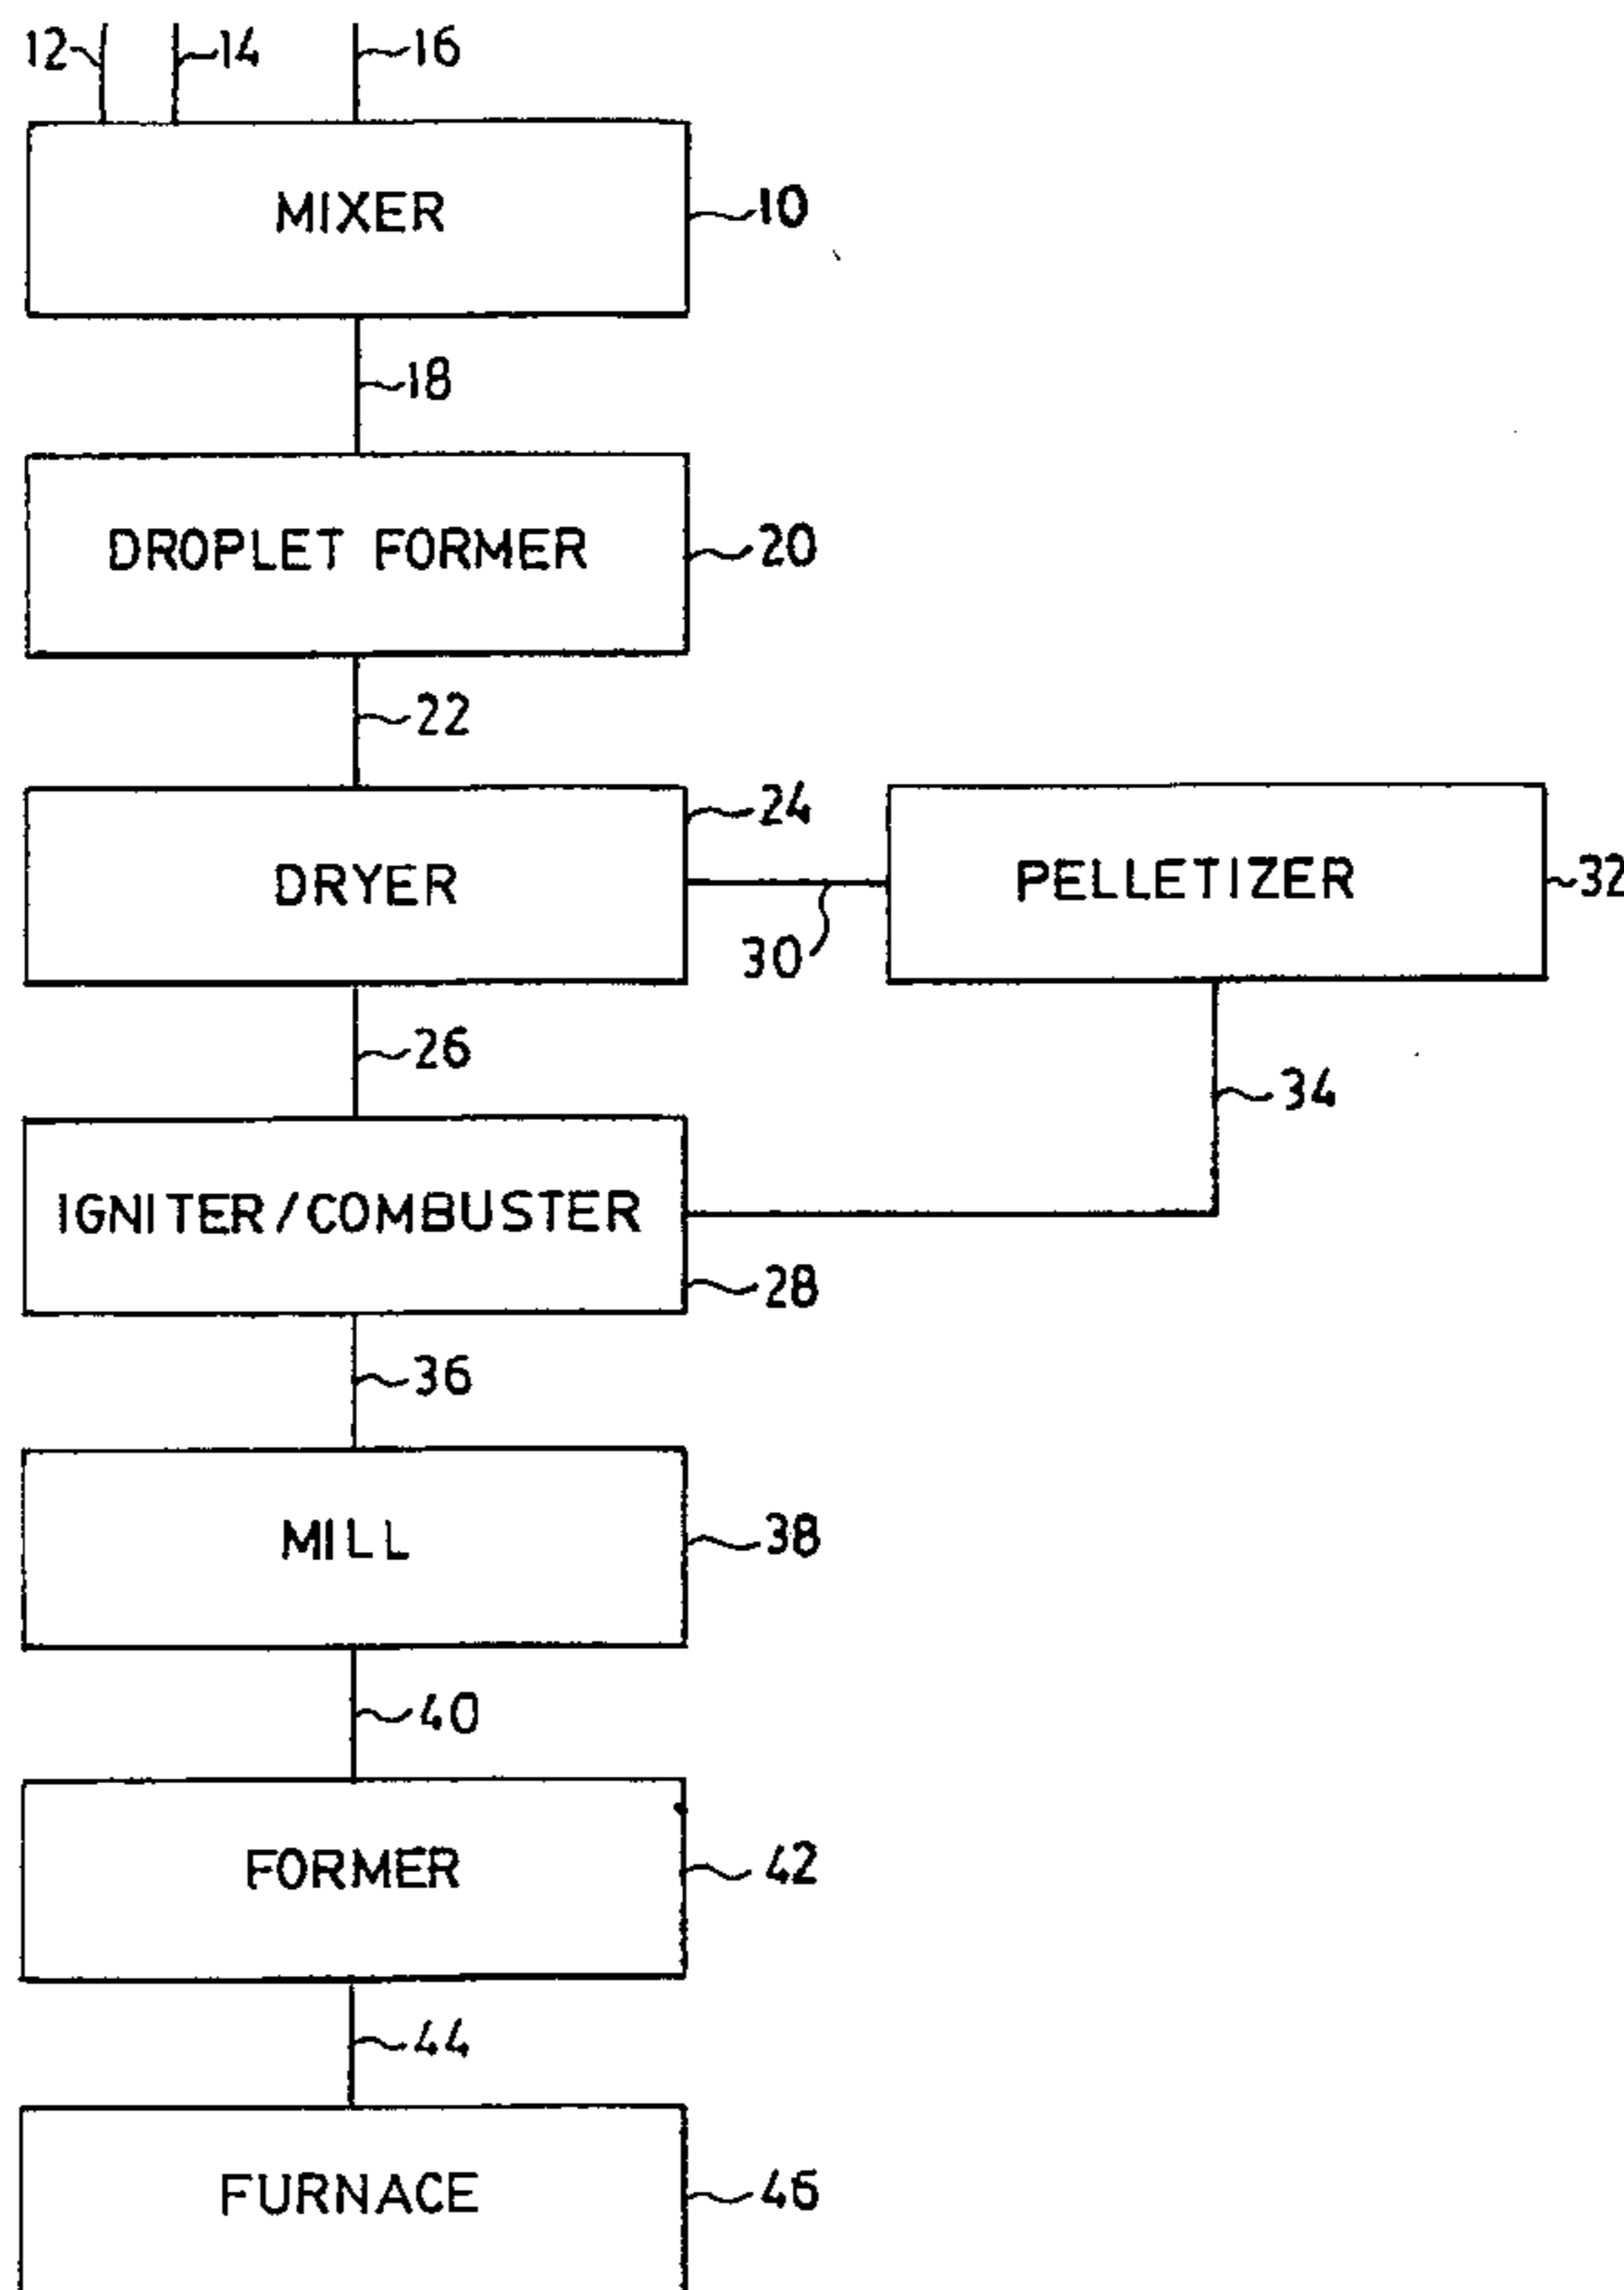 12 14 16
MIXER 10
18
DROPLET FORMER 20
22
24
DRYER PELLETIZER 32
30
26
34
IGNITER/COMBUSTER
28
36
MILL 38
40
FORMER 42
44
FURNACE 46